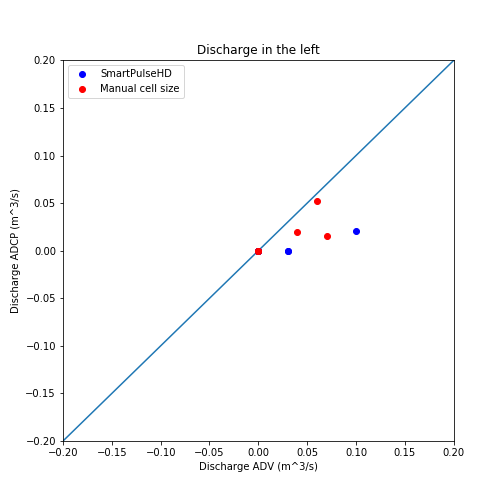 Discharge in the left
SmartPulseHD
Manual cell size
0.20
0.15
0.10
0.05
0.00
−0.05
−0.10
−0.15
−0.20
Discharge ADCP (m^3/s)
−0.20 −0.15 −0.10 −0.05 0.00 0.05 0.10 0.15 0.20
Discharge ADV (m^3/s)